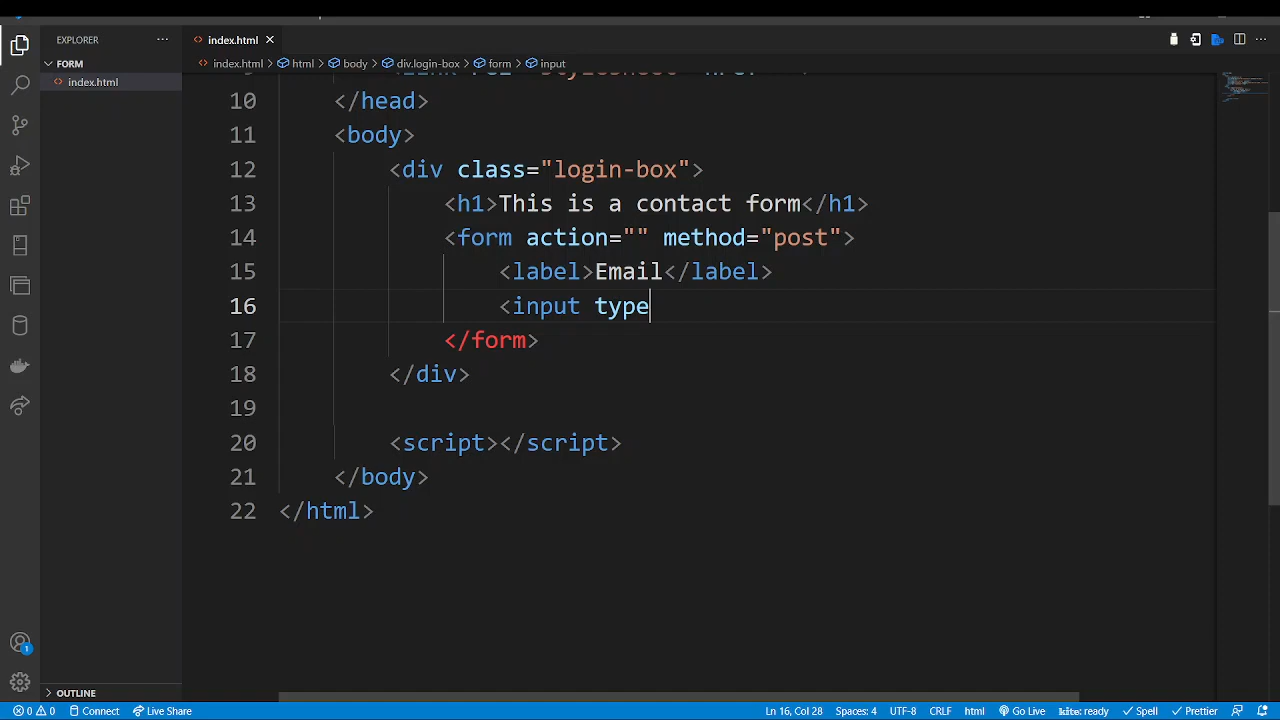 EXPLORER
FORM
index.html
OUTLINE
index.html
index.html html body div.login-box form input
10 </head>
11 <body>
12 <div class="login-box">
13 <h1>This is a contact form</h1>
14 <form action="" method="post">
15 <label>Email</label>
16 <input type
17 </form>
18 </div>
19
20 <script></script>
21 </body>
22 </html>
1
0 0 Connect Live Share Ln 16, Col 28 Spaces: 4 UTF-8 CRLF html Go Live kite: ready Spell Prettier